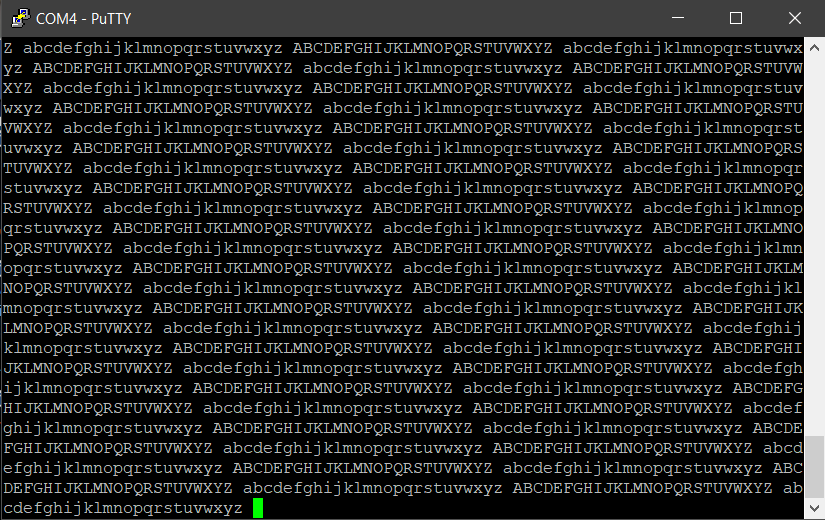 COM4 - PuTTY
Z abcdefghijklmnopqrstuvwxyz ABCDEFGHIJKLMNOPQRSTUVWXYZ abcdefghijklmnopqrstuvwx
yz ABCDEFGHIJKLMNOPQRSTUVWXYZ abcdefghijklmnopqrstuvwxyz ABCDEFGHIJKLMNOPQRSTUVW
XYZ abcdefghijklmnopqrstuvwxyz ABCDEFGHIJKLMNOPQRSTUVWXYZ abcdefghijklmnopqrstuv
wxyz ABCDEFGHIJKLMNOPQRSTUVWXYZ abcdefghijklmnopqrstuvwxyz ABCDEFGHIJKLMNOPQRSTU
VWXYZ abcdefghijklmnopqrstuvwxyz ABCDEFGHIJKLMNOPQRSTUVWXYZ abcdefghijklmnopqrst
uvwxyz ABCDEFGHIJKLMNOPQRSTUVWXYZ abcdefghijklmnopqrstuvwxyz ABCDEFGHIJKLMNOPQRS
TUVWXYZ abcdefghijklmnopqrstuvwxyz ABCDEFGHIJKLMNOPQRSTUVWXYZ abcdefghijklmnopqr
stuvwxyz ABCDEFGHIJKLMNOPQRSTUVWXYZ abcdefghijklmnopqrstuvwxyz ABCDEFGHIJKLMNOPQ
RSTUVWXYZ abcdefghijklmnopqrstuvwxyz ABCDEFGHIJKLMNOPQRSTUVWXYZ abcdefghijklmnop
qrstuvwxyz ABCDEFGHIJKLMNOPQRSTUVWXYZ abcdefghijklmnopqrstuvwxyz ABCDEFGHIJKLMNO
PQRSTUVWXYZ abcdefghijklmnopqrstuvwxyz ABCDEFGHIJKLMNOPQRSTUVWXYZ abcdefghijklmn
opqrstuvwxyz ABCDEFGHIJKLMNOPQRSTUVWXYZ abcdefghijklmnopqrstuvwxyz ABCDEFGHIJKLM
NOPQRSTUVWXYZ abcdefghijklmnopqrstuvwxyz ABCDEFGHIJKLMNOPQRSTUVWXYZ abcdefghijkl
mnopqrstuvwxyz ABCDEFGHIJKLMNOPQRSTUVWXYZ abcdefghijklmnopqrstuvwxyz ABCDEFGHIJK
LMNOPQRSTUVWXYZ abcdefghijklmnopqrstuvwxyz ABCDEFGHIJKLMNOPQRSTUVWXYZ abcdefghij
klmnopqrstuvwxyz ABCDEFGHIJKLMNOPQRSTUVWXYZ abcdefghijklmnopqrstuvwxyz ABCDEFGHI
JKLMNOPQRSTUVWXYZ abcdefghijklmnopqrstuvwxyz ABCDEFGHIJKLMNOPQRSTUVWXYZ abcdefgh
ijklmnopqrstuvwxyz ABCDEFGHIJKLMNOPQRSTUVWXYZ abcdefghijklmnopqrstuvwxyz ABCDEFG
HIJKLMNOPQRSTUVWXYZ abcdefghijklmnopqrstuvwxyz ABCDEFGHIJKLMNOPQRSTUVWXYZ abcdef
ghijklmnopqrstuvwxyz ABCDEFGHIJKLMNOPQRSTUVWXYZ abcdefghijklmnopqrstuvwxyz ABCDE
FGHIJKLMNOPQRSTUVWXYZ abcdefghijklmnopqrstuvwxyz ABCDEFGHIJKLMNOPQRSTUVWXYZ abcd
efghijklmnopqrstuvwxyz ABCDEFGHIJKLMNOPQRSTUVWXYZ abcdefghijklmnopqrstuvwxyz ABC
DEFGHIJKLMNOPQRSTUVWXYZ abcdefghijklmnopqrstuvwxyz ABCDEFGHIJKLMNOPQRSTUVWXYZ ab
cdefghijklmnopqrstuvwxyz